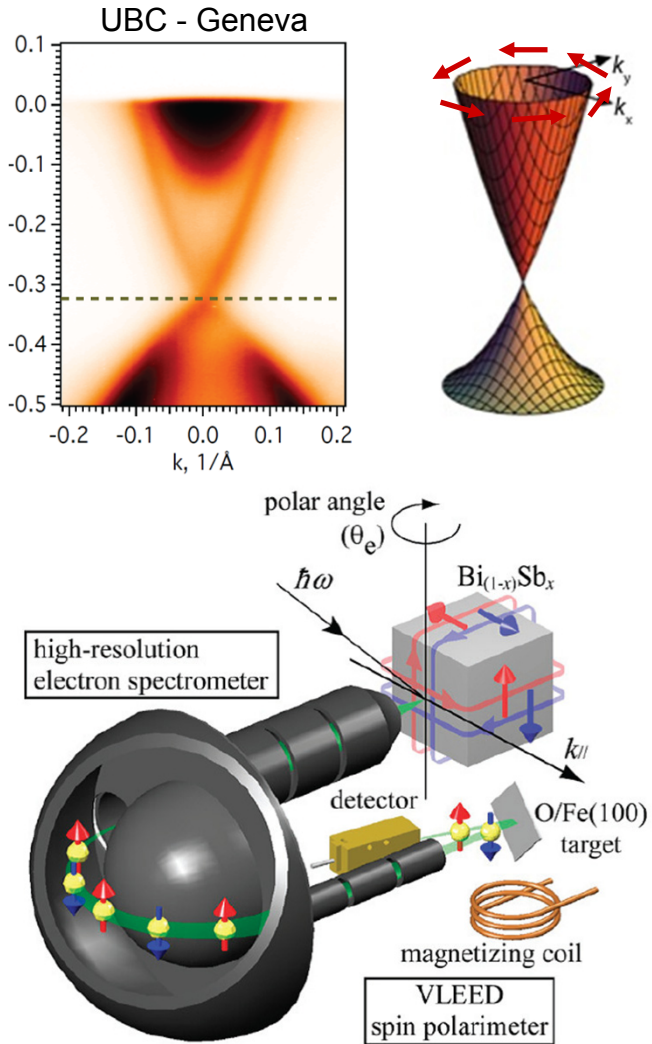 UBC - Geneva
0.1
0.0
-0.1
-0.2
-0.3
-0.4
-0.5
-0.2 -0.1 0.0 0.1 0.2
k, 1/Å
k_y
k_x
polar angle
(θ_e)
ħω
Bi_(1-x)Sb_x
high-resolution
electron spectrometer
k_//
detector
O/Fe(100)
target
magnetizing coil
VLEED
spin polarimeter